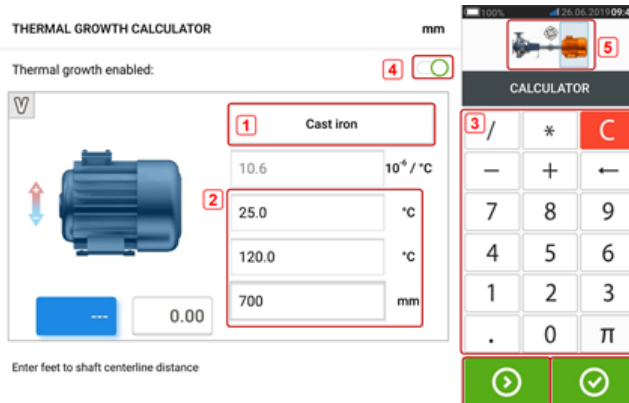 THERMAL GROWTH CALCULATOR mm
100% 26.06.2019 09:4
Thermal growth enabled:
4
5
V
CALCULATOR
1 Cast iron
3 / * C
10.6 10⁻⁶ / °C
− + ←
2
25.0 °C
7 8 9
120.0 °C
4 5 6
700 mm
1 2 3
--- 0.00
. 0 π
Enter feet to shaft centerline distance